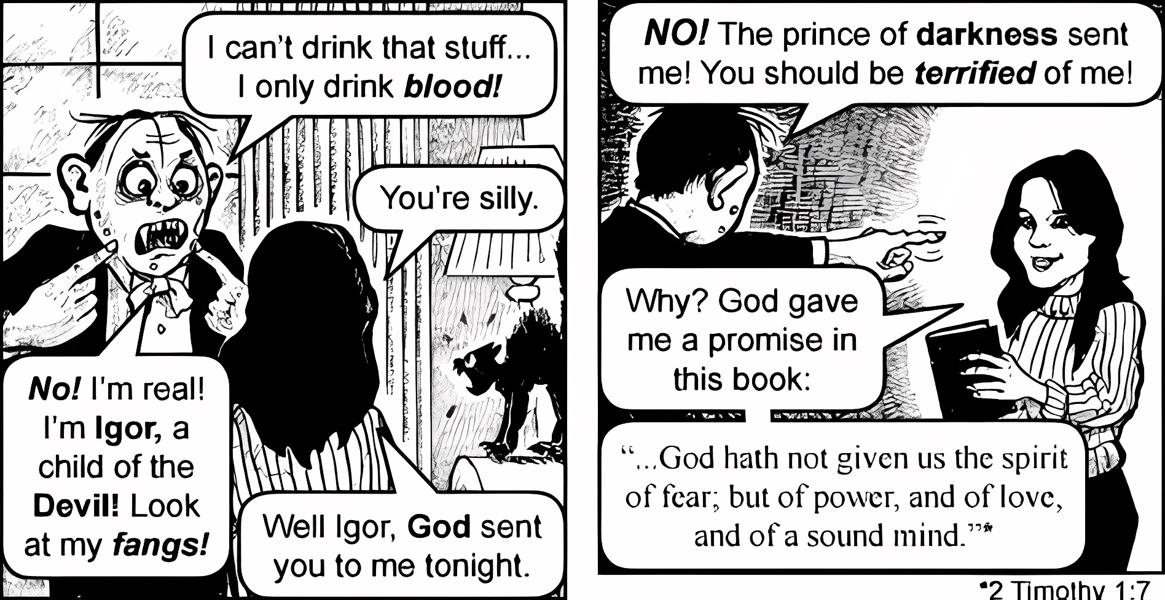 I can't drink that stuff...
I only drink blood!
You're silly.
No! I'm real!
I'm Igor, a
child of the
Devil! Look
at my fangs!
Well Igor, God sent
you to me tonight.
NO! The prince of darkness sent
me! You should be terrified of me!
Why? God gave
me a promise in
this book:
“...God hath not given us the spirit
of fear; but of power, and of love,
and of a sound mind.”*
*2 Timothy 1:7